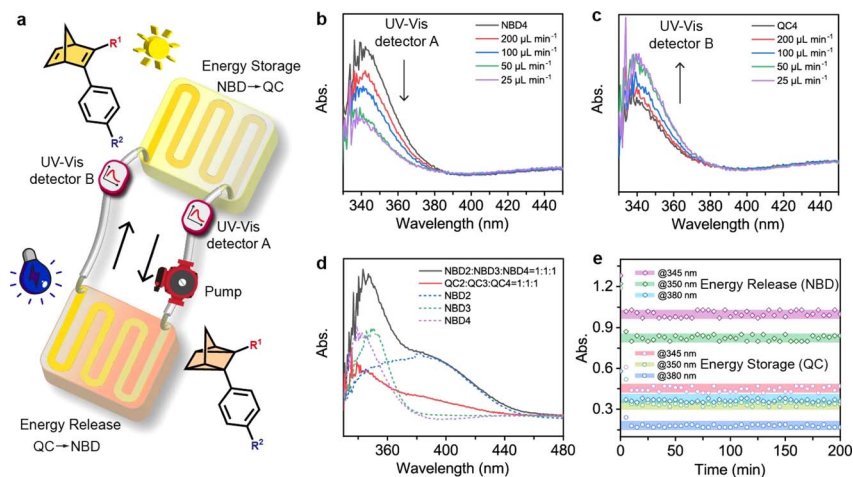 a
R¹
R²
Energy Storage
NBD→QC
UV-Vis
detector B
UV-Vis
detector A
Pump
R¹
R²
Energy Release
QC→NBD
b
UV-Vis
detector A
NBD4
200 µL min⁻¹
100 µL min⁻¹
50 µL min⁻¹
25 µL min⁻¹
Abs.
340 360 380 400 420 440
Wavelength (nm)
c
UV-Vis
detector B
QC4
200 µL min⁻¹
100 µL min⁻¹
50 µL min⁻¹
25 µL min⁻¹
Abs.
340 360 380 400 420 440
Wavelength (nm)
d
NBD2:NBD3:NBD4=1:1:1
QC2:QC3:QC4=1:1:1
NBD2
NBD3
NBD4
Abs.
360 400 440 480
Wavelength (nm)
e
@345 nm
@350 nm
@380 nm
Energy Release (NBD)
@345 nm
@350 nm
@380 nm
Energy Storage (QC)
Abs.
1.2
0.9
0.6
0.3
0 50 100 150 200
Time (min)